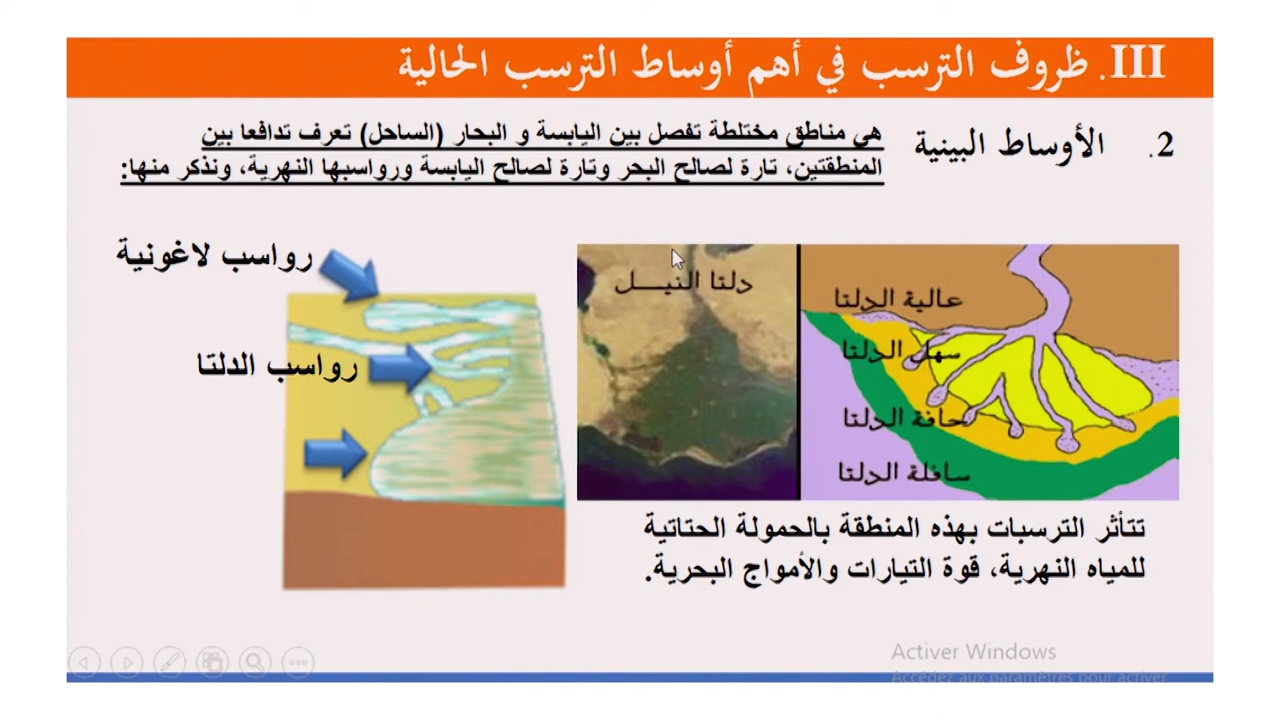 III. ظروف الترسب في أهم أوساط الترسب الحالية
2. الأوساط البينية
هي مناطق مختلطة تفصل بين اليابسة و البحار (الساحل) تعرف تدافعا بين
المنطقتين، تارة لصالح البحر وتارة لصالح اليابسة ورواسبها النهرية، ونذكر منها:
رواسب لاغونية
رواسب الدلتا
دلتا النيـــل
عالية الدلتا
سهل الدلتا
حافة الدلتا
سافلة الدلتا
تتأثر الترسبات بهذه المنطقة بالحمولة الحتاتية
للمياه النهرية، قوة التيارات والأمواج البحرية.
Activer Windows
Accédez aux paramètres pour activer